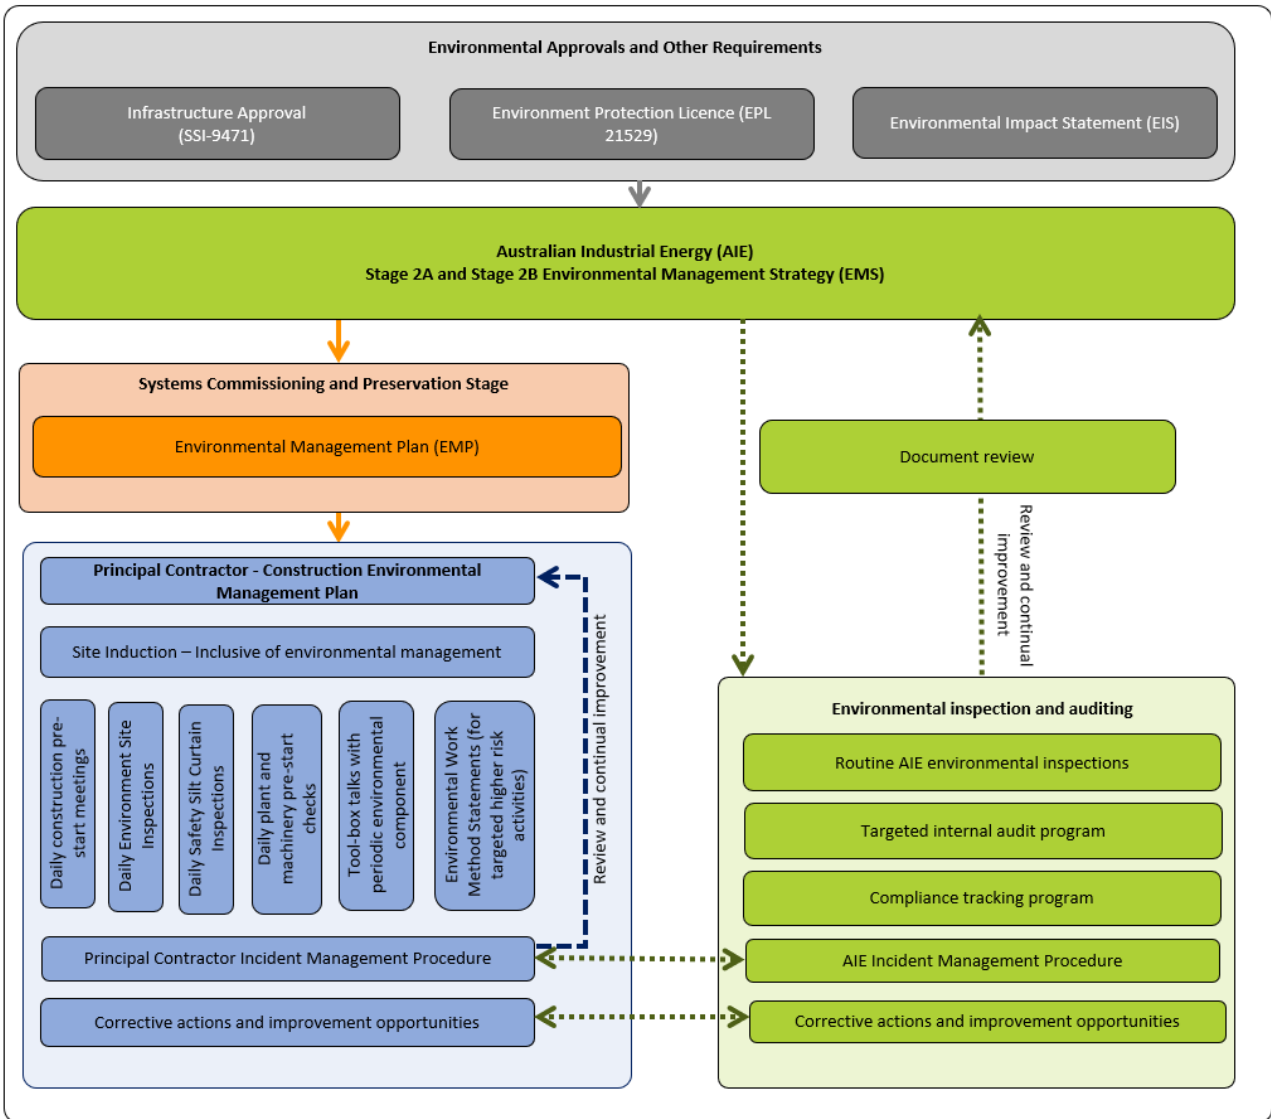 Environmental Approvals and Other Requirements
Infrastructure Approval
(SSI-9471)
Environment Protection Licence (EPL
21529)
Environmental Impact Statement (EIS)
Australian Industrial Energy (AIE)
Stage 2A and Stage 2B Environmental Management Strategy (EMS)
Systems Commissioning and Preservation Stage
Environmental Management Plan (EMP)
Document review
Review and continual
improvement
Principal Contractor - Construction Environmental
Management Plan
Site Induction – Inclusive of environmental management
Daily construction pre-
start meetings
Daily Environment Site
Inspections
Daily Safety Silt Curtain
Inspections
Daily plant and
machinery pre-start
checks
Tool-box talks with
periodic environmental
component
Environmental Work
Method Statements (for
targeted higher risk
activities)
Review and continual improvement
Principal Contractor Incident Management Procedure
Corrective actions and improvement opportunities
Environmental inspection and auditing
Routine AIE environmental inspections
Targeted internal audit program
Compliance tracking program
AIE Incident Management Procedure
Corrective actions and improvement opportunities